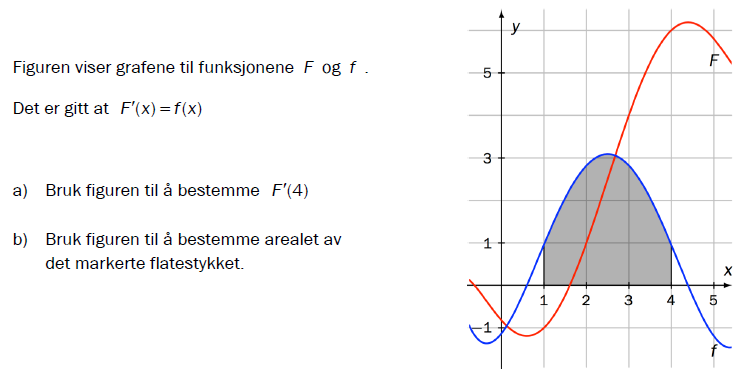 Figuren viser grafene til funksjonene F og f .
Det er gitt at F′(x) = f(x)
a) Bruk figuren til å bestemme F′(4)
b) Bruk figuren til å bestemme arealet av
det markerte flatestykket.
y
F
5
3
1
x
1 2 3 4 5
−1
f